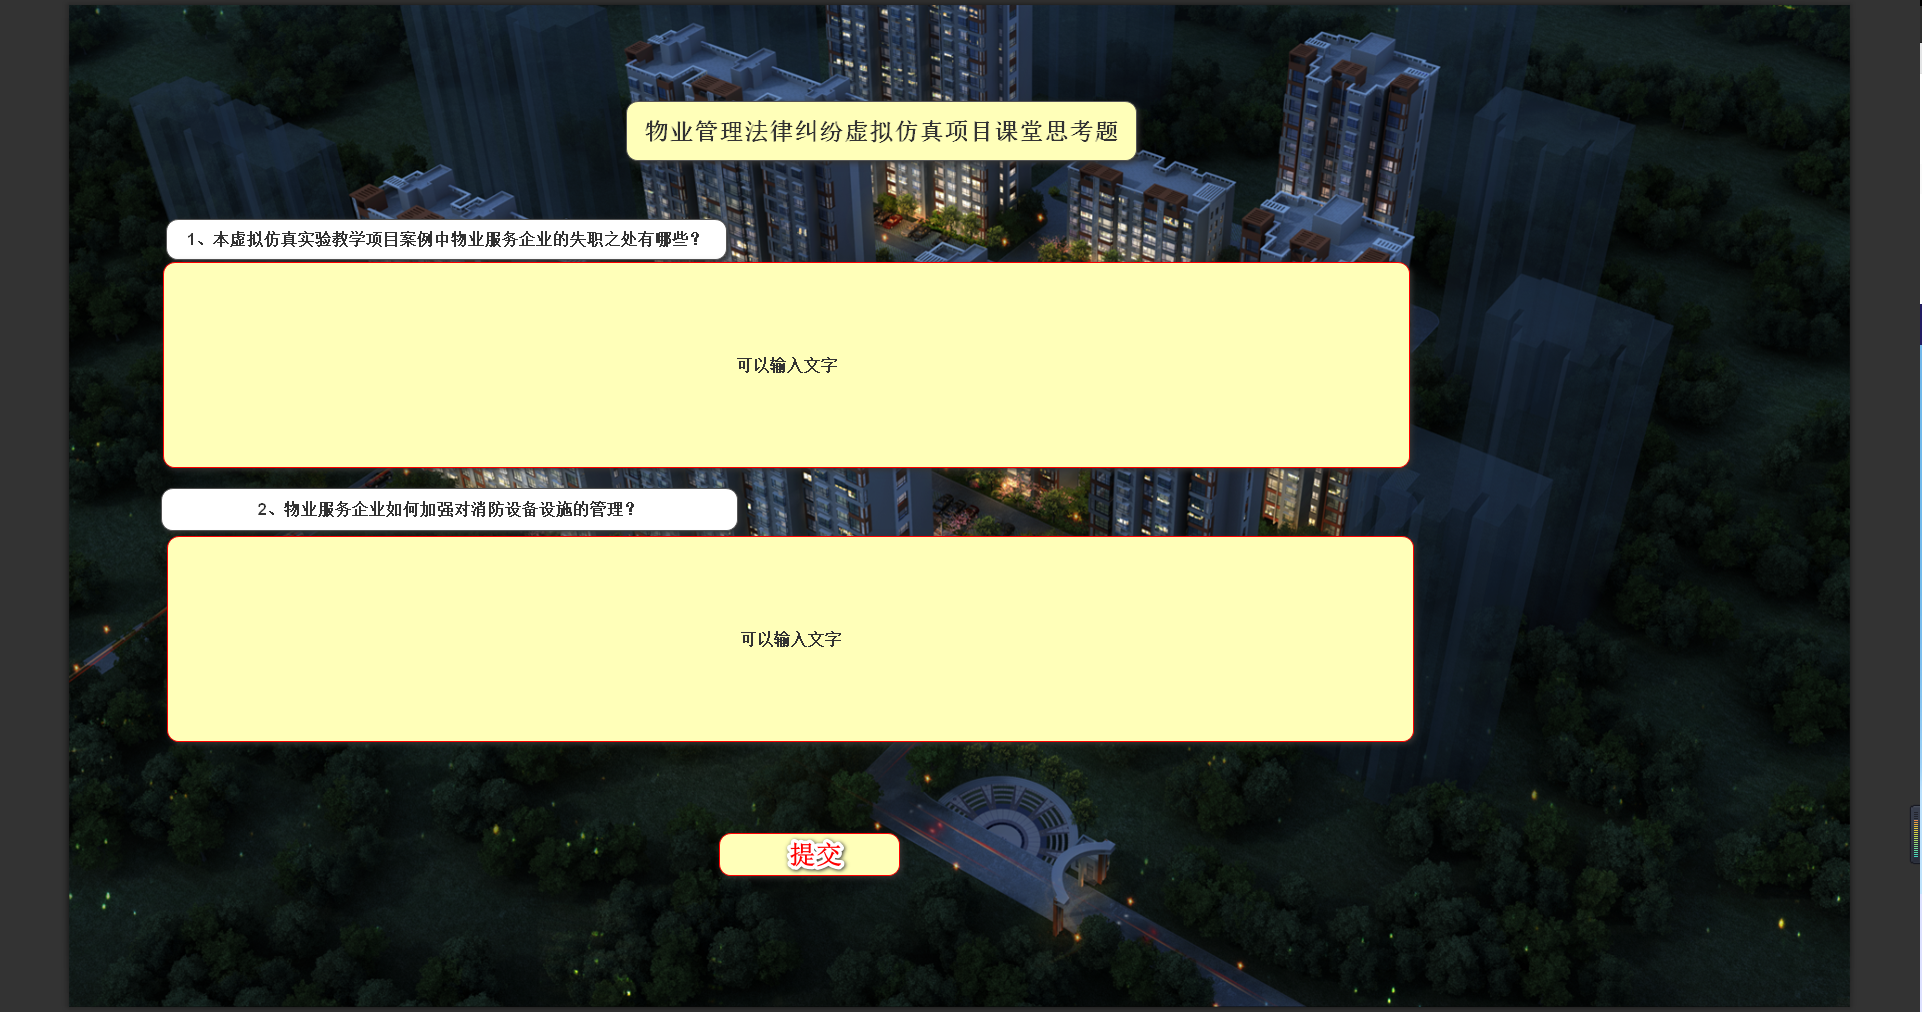 物业管理法律纠纷虚拟仿真项目课堂思考题
1、本虚拟仿真实验教学项目案例中物业服务企业的失职之处有哪些？
可以输入文字
2、物业服务企业如何加强对消防设备设施的管理？
可以输入文字
提交